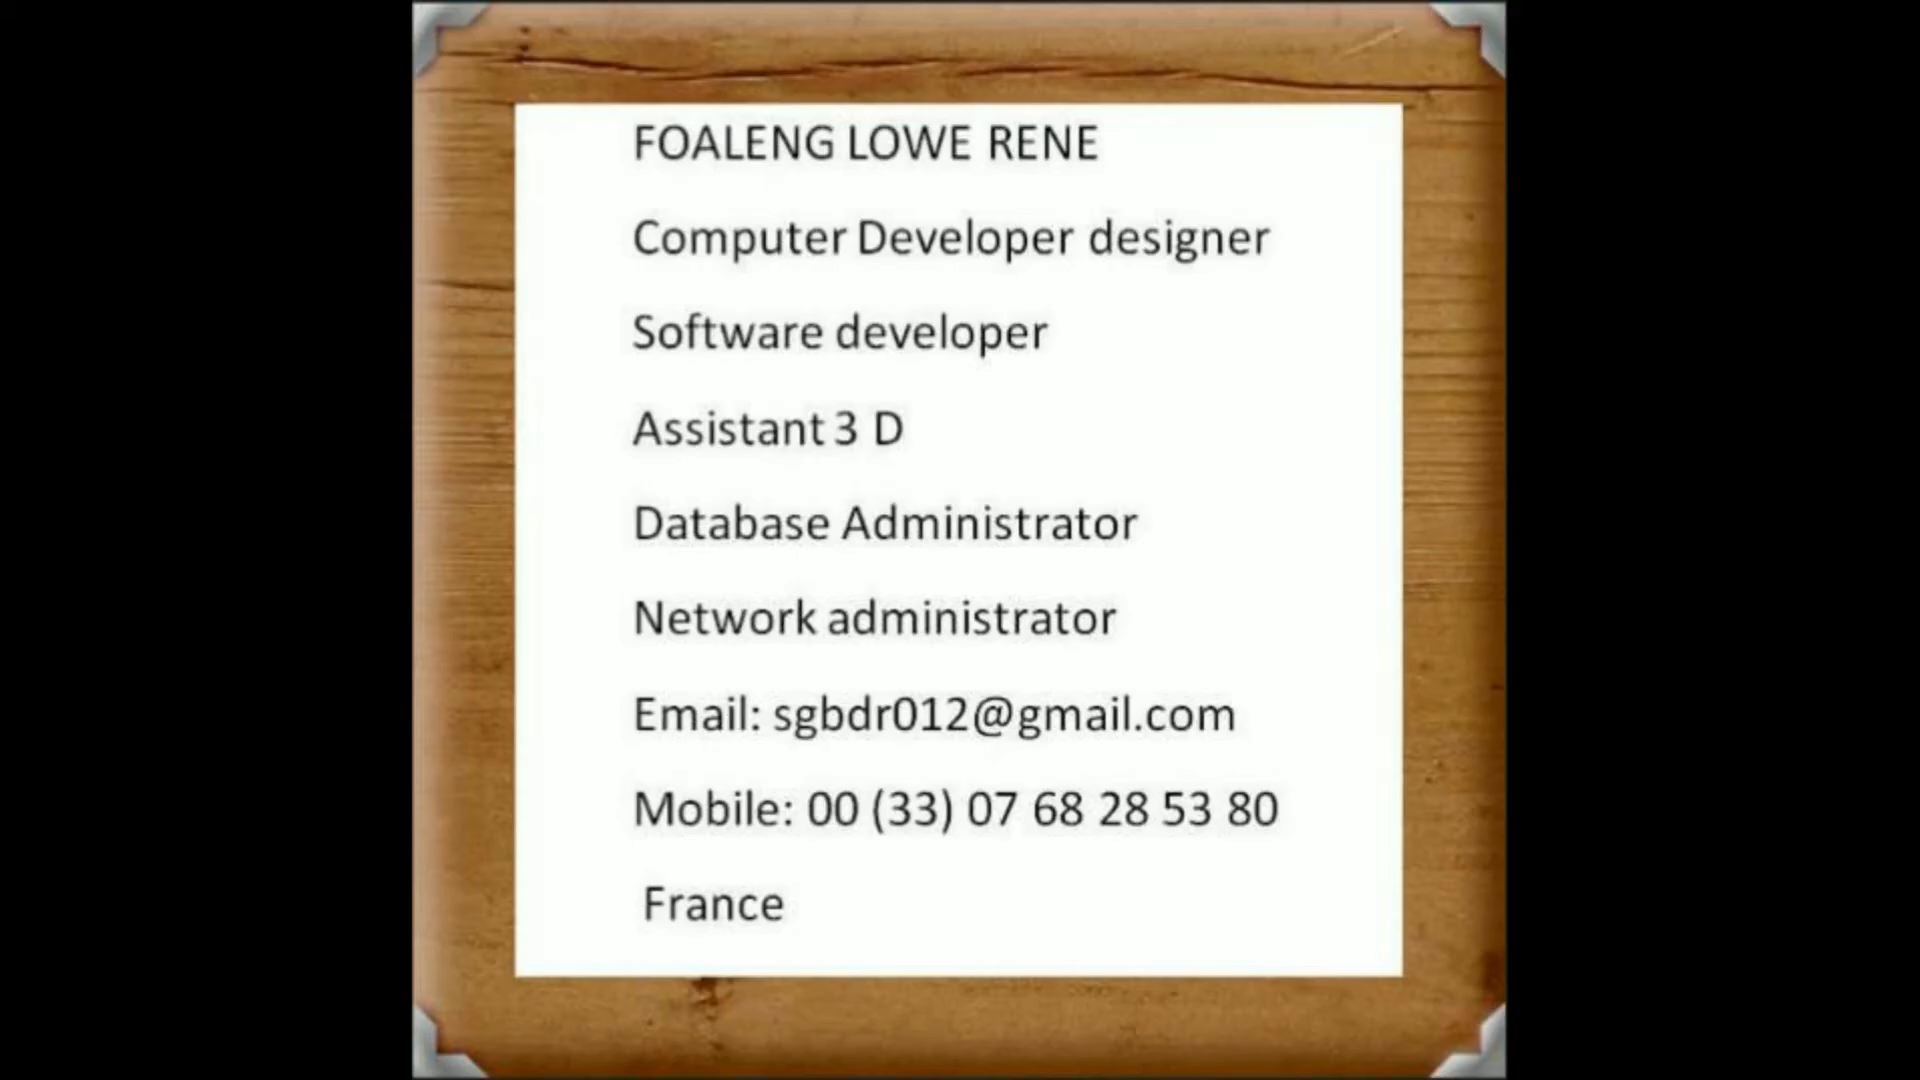 FOALENG LOWE RENE
Computer Developer designer
Software developer
Assistant 3 D
Database Administrator
Network administrator
Email: sgbdr012@gmail.com
Mobile: 00 (33) 07 68 28 53 80
France